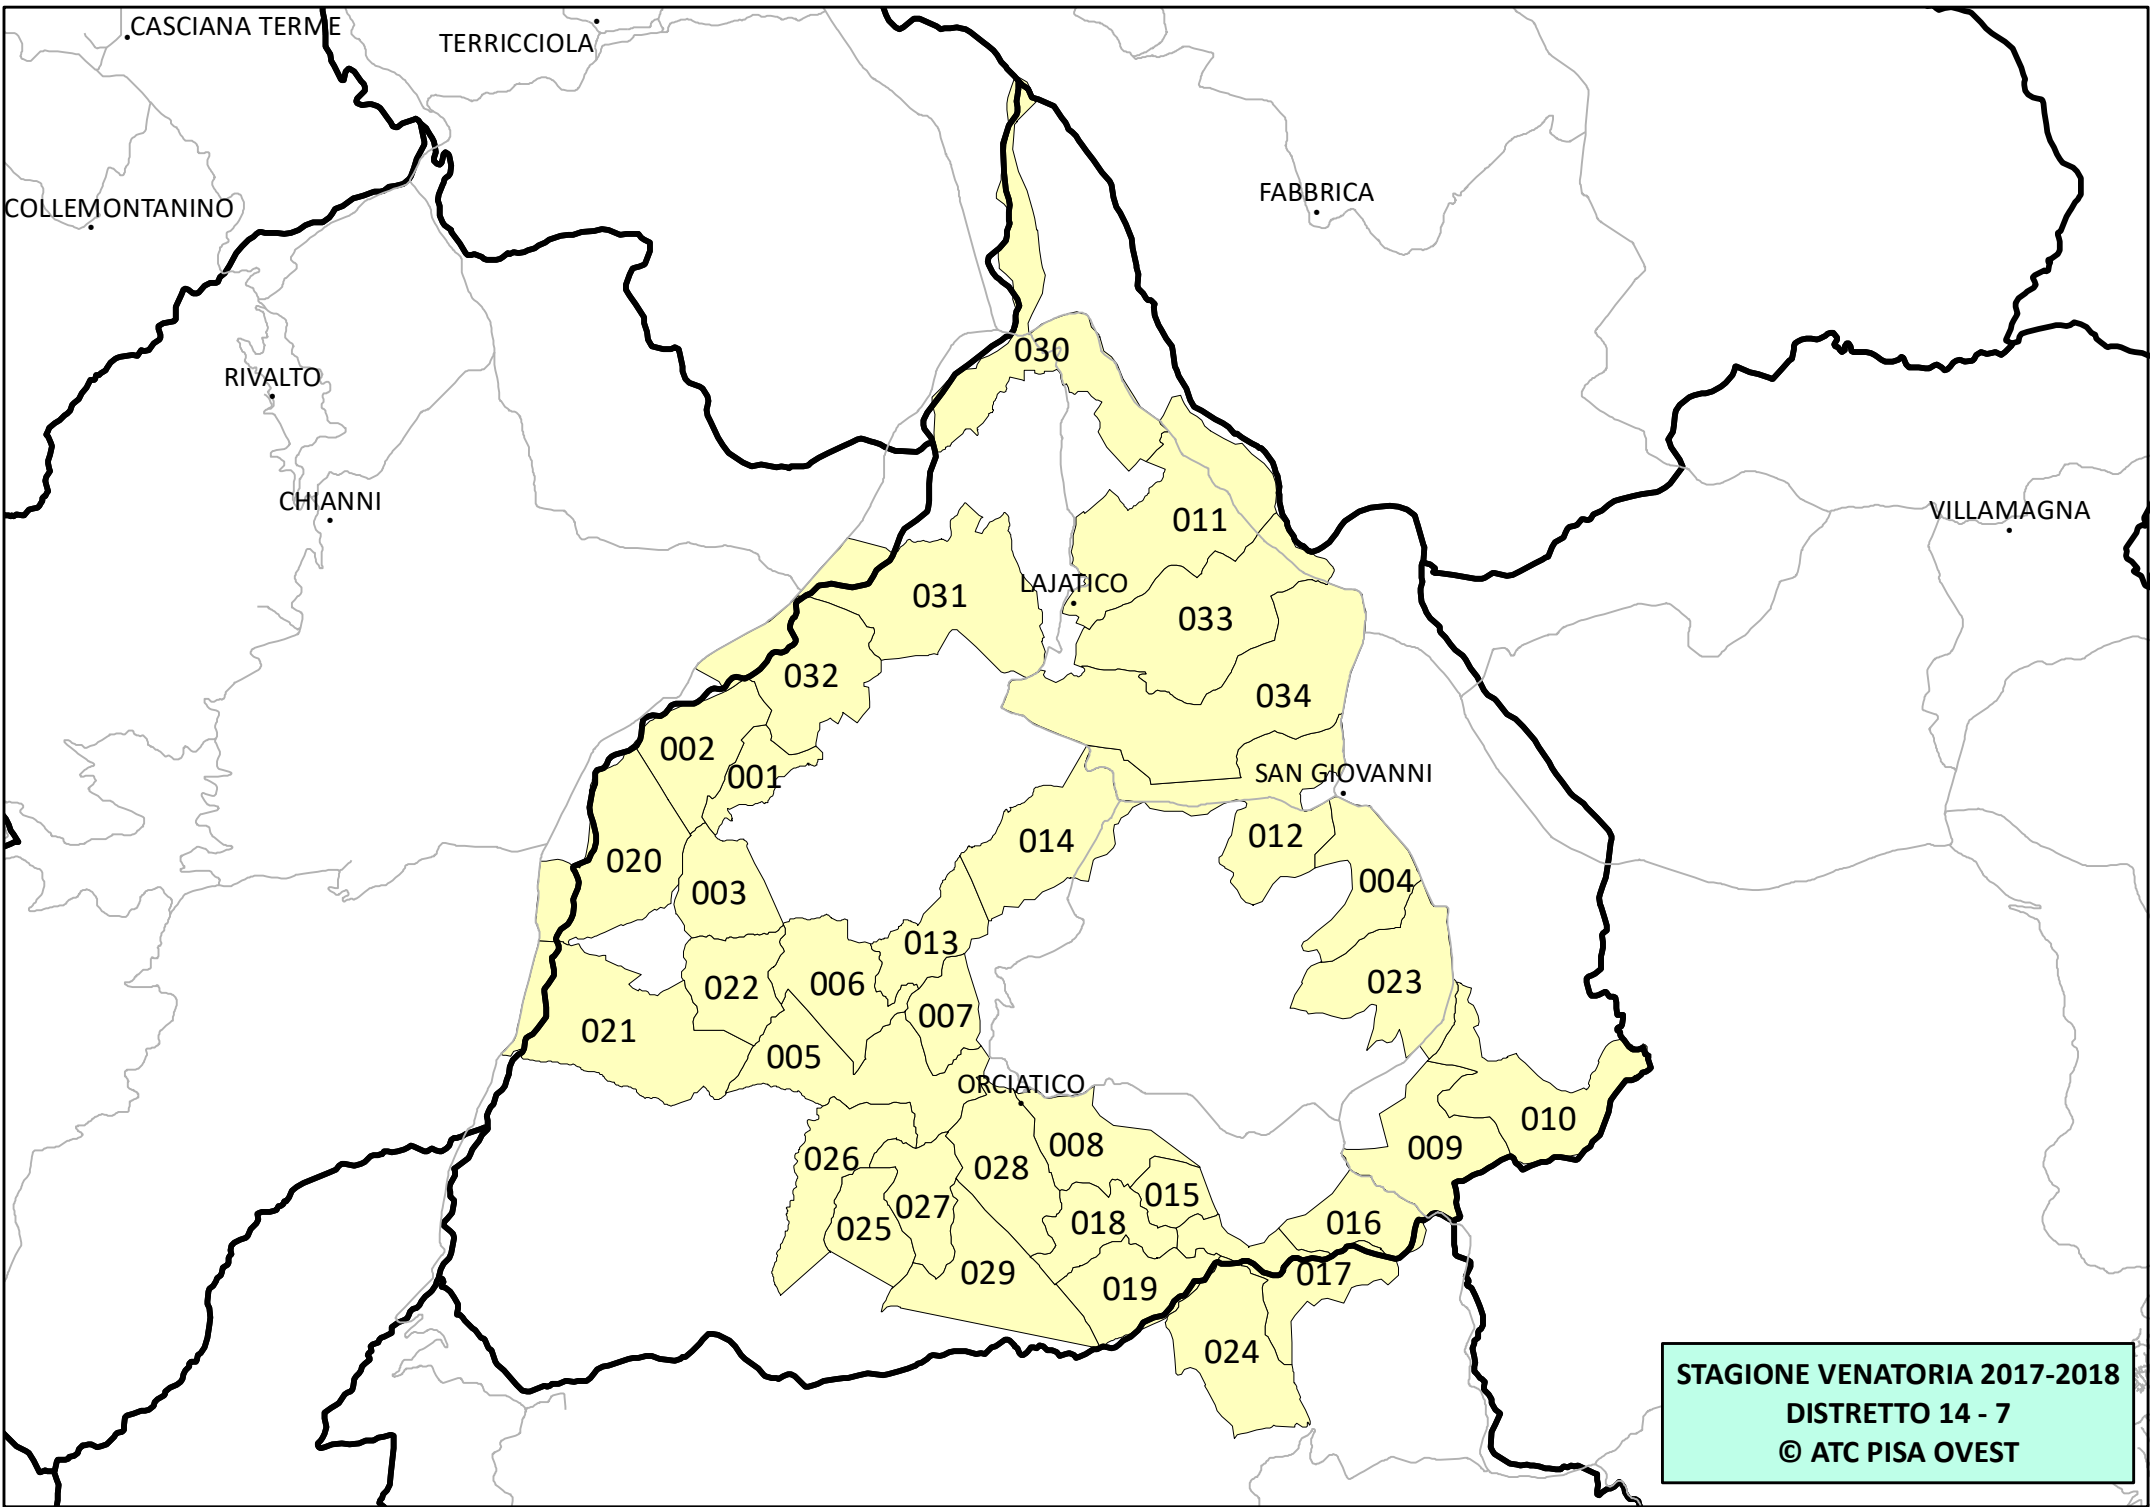 CASCIANA TERME
TERRICCIOLA
COLLEMONTANINO
FABBRICA
030
RIVALTO
CHIANNI
011
VILLAMAGNA
031
LAJATICO
033
032
034
002
001
SAN GIOVANNI
014
012
020
003
004
013
022
006
023
007
021
005
ORCIATICO
010
008
009
026
028
015
027
025
018
016
029
017
019
024
STAGIONE VENATORIA 2017-2018
DISTRETTO 14 - 7
© ATC PISA OVEST